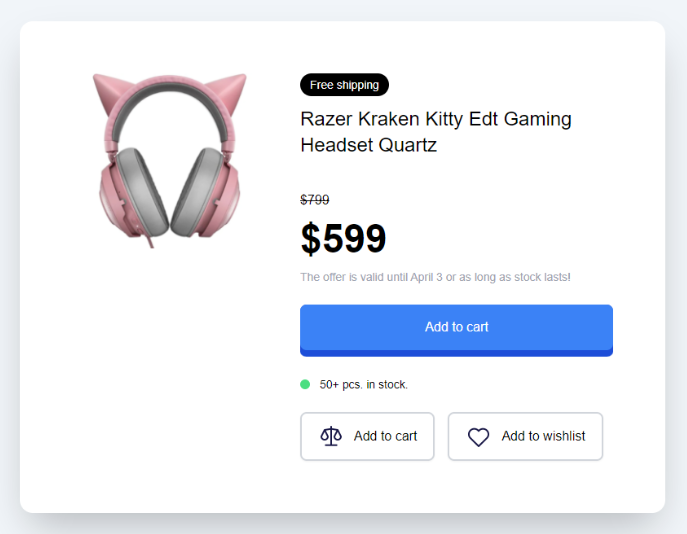 Free shipping
Razer Kraken Kitty Edt Gaming
Headset Quartz
$799
$599
The offer is valid until April 3 or as long as stock lasts!
Add to cart
50+ pcs. in stock.
Add to cart
Add to wishlist